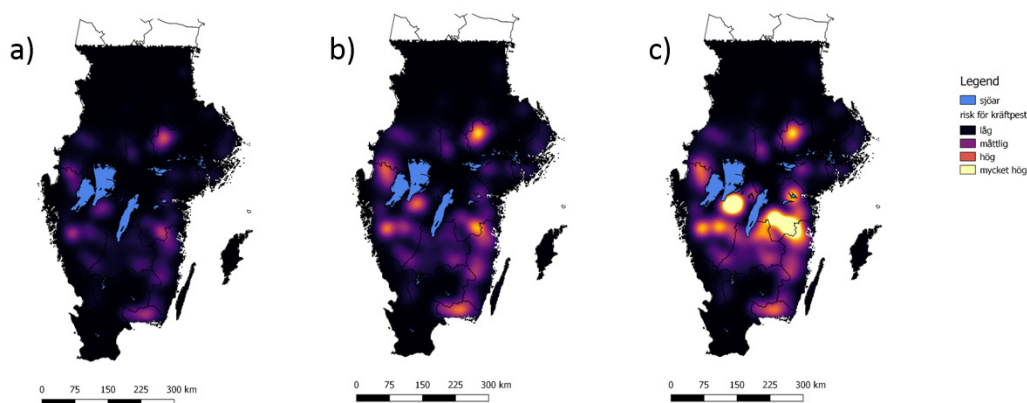 a)
b)
c)
Legend
sjöar
risk för kräftpest
låg
måttlig
hög
mycket hög
0 75 150 225 300 km
0 75 150 225 300 km
0 75 150 225 300 km